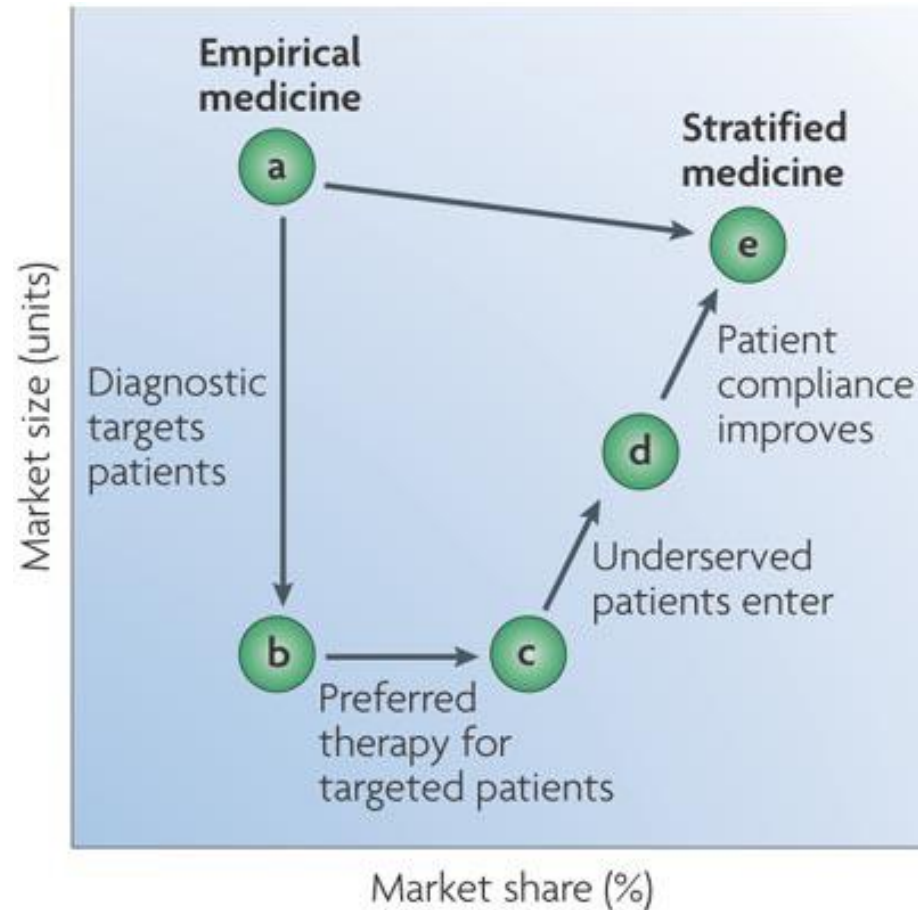 Empirical
medicine
a
Stratified
medicine
e
Market size (units)
Diagnostic
targets
patients
Patient
compliance
improves
d
Underserved
patients enter
b
c
Preferred
therapy for
targeted patients
Market share (%)